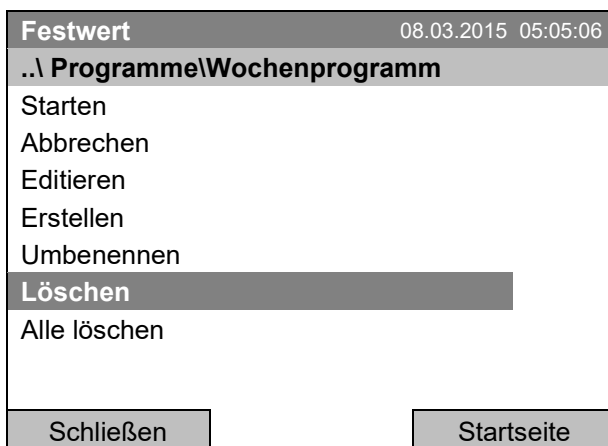 Festwert 08.03.2015 05:05:06
..\ Programme\Wochenprogramm
Starten
Abbrechen
Editieren
Erstellen
Umbenennen
Löschen
Alle löschen
Schließen Startseite